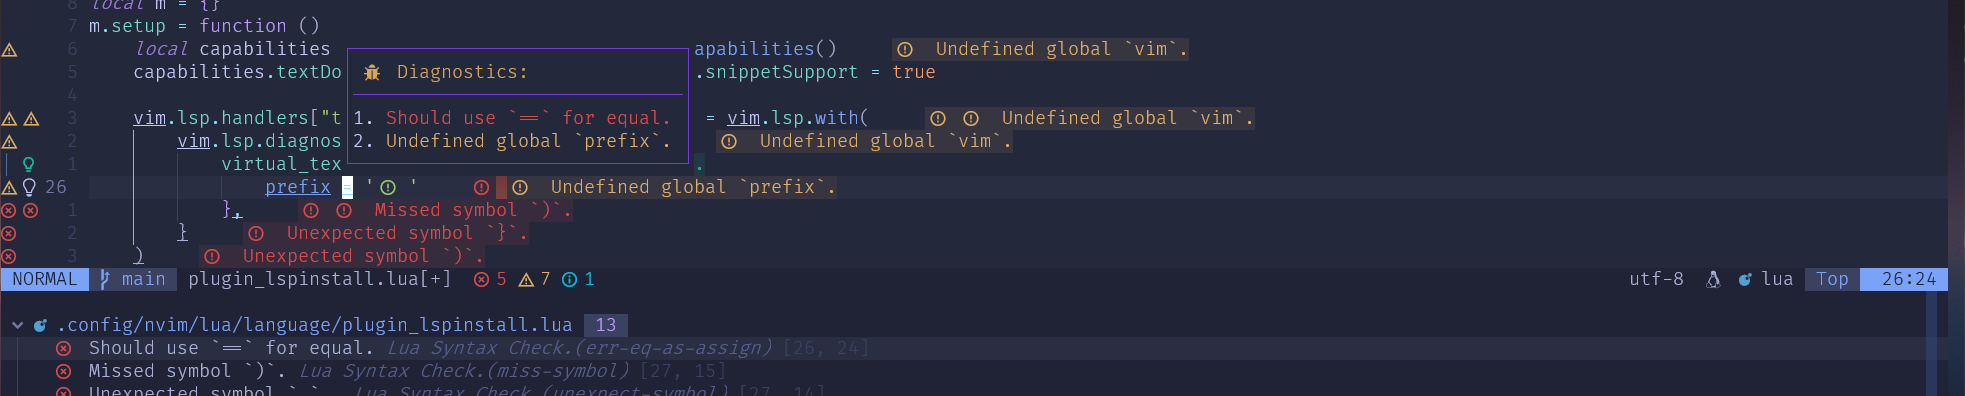 8 local m = {}
7 m.setup = function ()
6 local capabilities apabilities() Undefined global `vim`.
5 capabilities.textDo .snippetSupport = true
Diagnostics:
4
3 vim.lsp.handlers["t = vim.lsp.with( Undefined global `vim`.
1. Should use `==` for equal.
2 vim.lsp.diagnos Undefined global `vim`.
2. Undefined global `prefix`.
1 virtual_tex .
26 prefix = ' ' Undefined global `prefix`.
1 }, Missed symbol `)`.
2 } Unexpected symbol `}`.
3 ) Unexpected symbol `)`.
NORMAL main plugin_lspinstall.lua[+] 5 7 1 utf-8 lua Top 26:24
.config/nvim/lua/language/plugin_lspinstall.lua 13
Should use `==` for equal. Lua Syntax Check.(err-eq-as-assign) [26, 24]
Missed symbol `)`. Lua Syntax Check.(miss-symbol) [27, 15]
Unexpected symbol Lua Syntax Check.(unexpect-symbol) [27, 14]